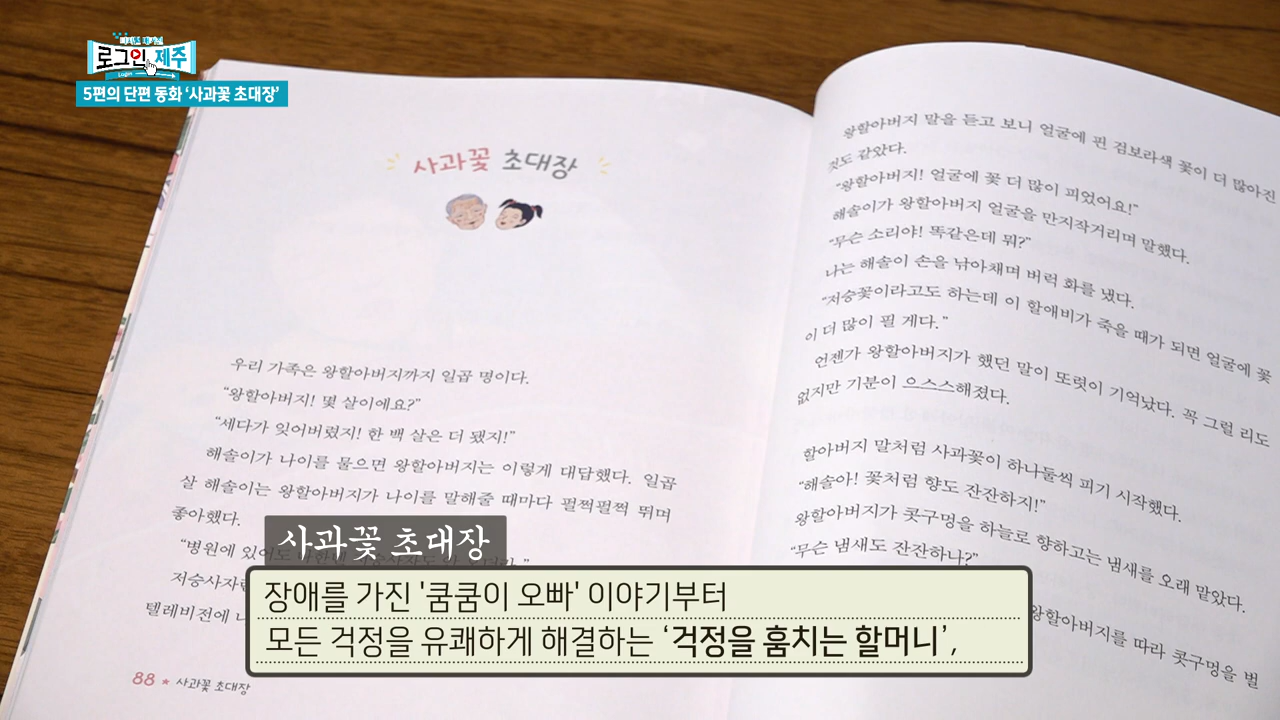 로그인 제주
Login
5편의 단편 동화 ‘사과꽃 초대장’
사과꽃 초대장
우리 가족은 왕할아버지까지 일곱 명이다.
“왕할아버지! 몇 살이에요?”
“세다가 잊어버렸지! 한 백 살은 더 됐지!”
해솔이가 나이를 물으면 왕할아버지는 이렇게 대답했다. 일곱
살 해솔이는 왕할아버지가 나이를 말해줄 때마다 펄쩍펄쩍 뛰며
좋아했다.
“병원에 있어도
저승사자
텔레비전에
88 ★ 사과꽃 초대장
왕할아버지 말을 듣고 보니 얼굴에 핀 검보라색 꽃이 더 많아진
것도 같았다.
“왕할아버지! 얼굴에 꽃 더 많이 피었어요!”
해솔이가 왕할아버지 얼굴을 만지작거리며 말했다.
“무슨 소리야! 똑같은데 뭐?”
나는 해솔이 손을 낚아채며 버럭 화를 냈다.
“저승꽃이라고도 하는데 이 할애비가 죽을 때가 되면 얼굴에 꽃
이 더 많이 필 게다.”
언젠가 왕할아버지가 했던 말이 또렷이 기억났다. 꼭 그럴 리도
없지만 기분이 으스스해졌다.
할아버지 말처럼 사과꽃이 하나둘씩 피기 시작했다.
“해솔아! 꽃처럼 향도 잔잔하지!”
왕할아버지가 콧구멍을 하늘로 향하고는 냄새를 오래 맡았다.
“무슨 냄새도 잔잔하나?”
왕할아버지를 따라 콧구멍을 벌
사과꽃 초대장
장애를 가진 '쿰쿰이 오빠' 이야기부터
모든 걱정을 유쾌하게 해결하는 ‘걱정을 훔치는 할머니’,